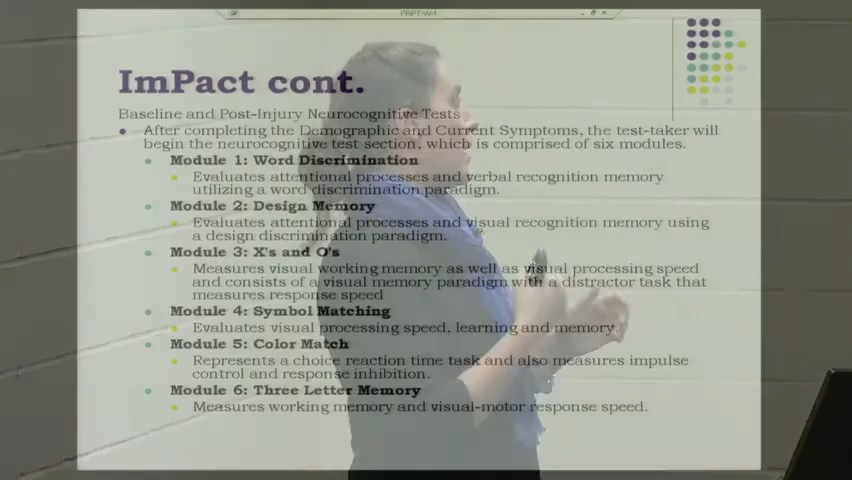 FRPT-W-1
ImPact cont.
Baseline and Post-Injury Neurocognitive Tests
After completing the Demographic and Current Symptoms, the test-taker will
begin the neurocognitive test section, which is comprised of six modules.
Module 1: Word Discrimination
Evaluates attentional processes and verbal recognition memory
utilizing a word discrimination paradigm.
Module 2: Design Memory
Evaluates attentional processes and visual recognition memory using
a design discrimination paradigm.
Module 3: X's and O's
Measures visual working memory as well as visual processing speed
and consists of a visual memory paradigm with a distractor task that
measures response speed
Module 4: Symbol Matching
Evaluates visual processing speed, learning and memory.
Module 5: Color Match
Represents a choice reaction time task and also measures impulse
control and response inhibition.
Module 6: Three Letter Memory
Measures working memory and visual-motor response speed.